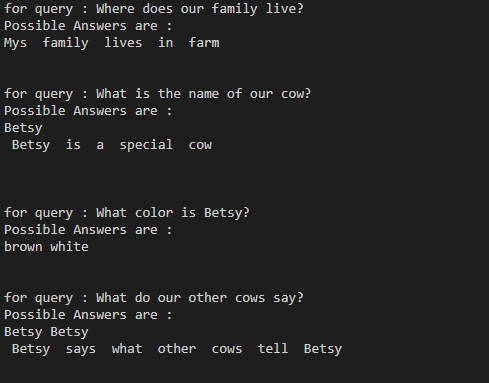 for query : Where does our family live?
Possible Answers are :
Mys  family  lives  in  farm
for query : What is the name of our cow?
Possible Answers are :
Betsy
 Betsy  is  a  special  cow
for query : What color is Betsy?
Possible Answers are :
brown white
for query : What do our other cows say?
Possible Answers are :
Betsy Betsy
 Betsy  says  what  other  cows  tell  Betsy